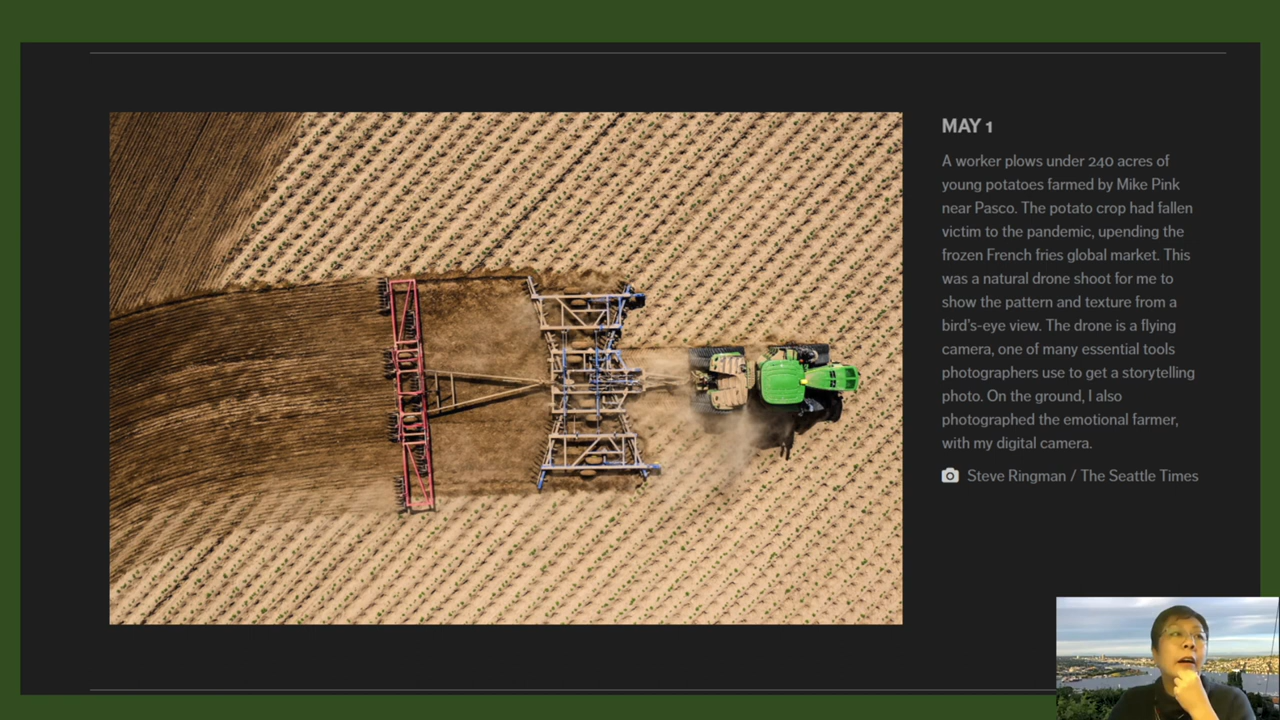 MAY 1
A worker plows under 240 acres of
young potatoes farmed by Mike Pink
near Pasco. The potato crop had fallen
victim to the pandemic, upending the
frozen French fries global market. This
was a natural drone shoot for me to
show the pattern and texture from a
bird's-eye view. The drone is a flying
camera, one of many essential tools
photographers use to get a storytelling
photo. On the ground, I also
photographed the emotional farmer,
with my digital camera.
Steve Ringman / The Seattle Times